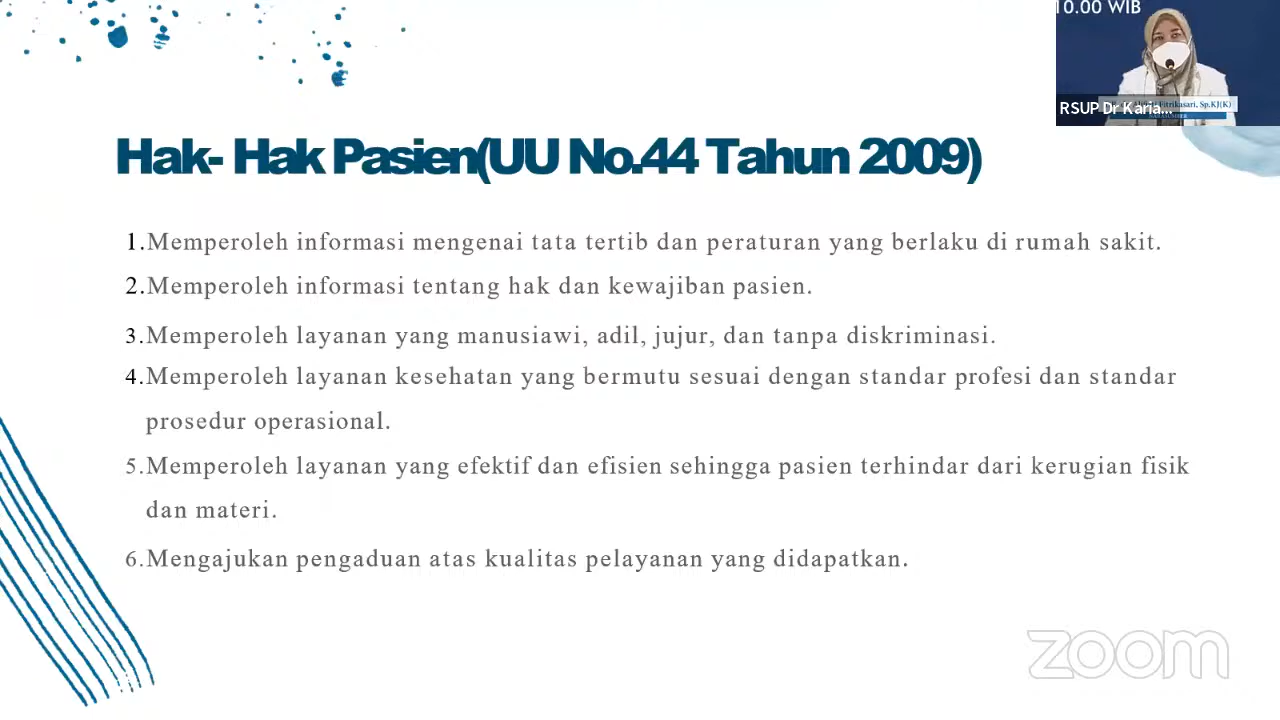 10.00 WIB
RSUP Dr Karia...
Fitrikasari, Sp.KJ(K)
Hak- Hak Pasien(UU No.44 Tahun 2009)
1.Memperoleh informasi mengenai tata tertib dan peraturan yang berlaku di rumah sakit.
2.Memperoleh informasi tentang hak dan kewajiban pasien.
3.Memperoleh layanan yang manusiawi, adil, jujur, dan tanpa diskriminasi.
4.Memperoleh layanan kesehatan yang bermutu sesuai dengan standar profesi dan standar
prosedur operasional.
5.Memperoleh layanan yang efektif dan efisien sehingga pasien terhindar dari kerugian fisik
dan materi.
6.Mengajukan pengaduan atas kualitas pelayanan yang didapatkan.
zoom